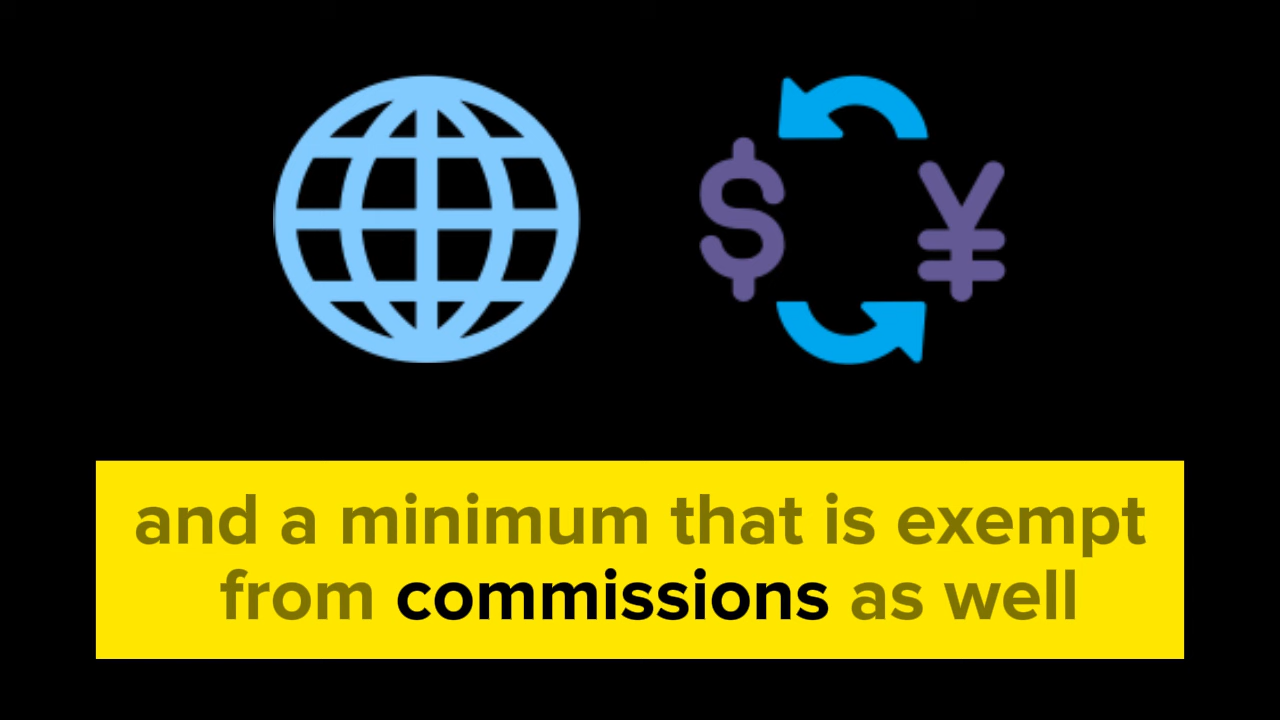 $ ¥
and a minimum that is exempt
from commissions as well